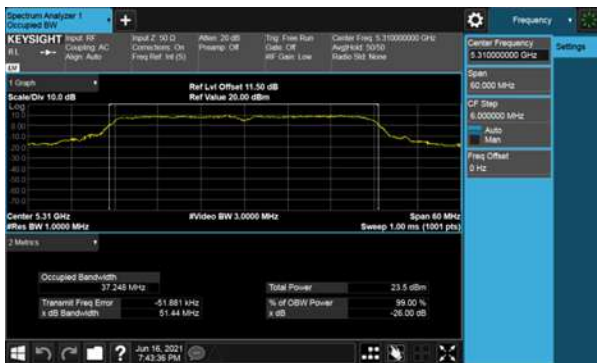 Spectrum Analyzer 1
Occupied BW
Frequency
KEYSIGHT
Input: RF
Input Z: 50 Ω
Atten: 20 dB
Trig: Free Run
Center Freq: 5.310000000 GHz
R L
Coupling: AC
Corrections: On
Preamp: Off
Gate: Off
Avg|Hold: 50/50
Align: Auto
Freq Ref: Int (S)
#IF Gain: Low
Radio Std: None
Center Frequency
5.310000000 GHz
Settings
Span
60.000 MHz
CF Step
6.000000 MHz
Auto
Man
Freq Offset
0 Hz
1 Graph
Ref Lvl Offset 11.50 dB
Scale/Div 10.0 dB
Ref Value 20.00 dBm
Log
10.0
0.00
-10.0
-20.0
-30.0
-40.0
-50.0
-60.0
-70.0
Center 5.31 GHz
#Video BW 3.0000 MHz
Span 60 MHz
#Res BW 1.0000 MHz
Sweep 1.00 ms (1001 pts)
2 Metrics
Occupied Bandwidth
37.248 MHz
Total Power
23.5 dBm
Transmit Freq Error
-51.881 kHz
% of OBW Power
99.00 %
x dB Bandwidth
51.44 MHz
x dB
-26.00 dB
Jun 16, 2021
7:43:36 PM